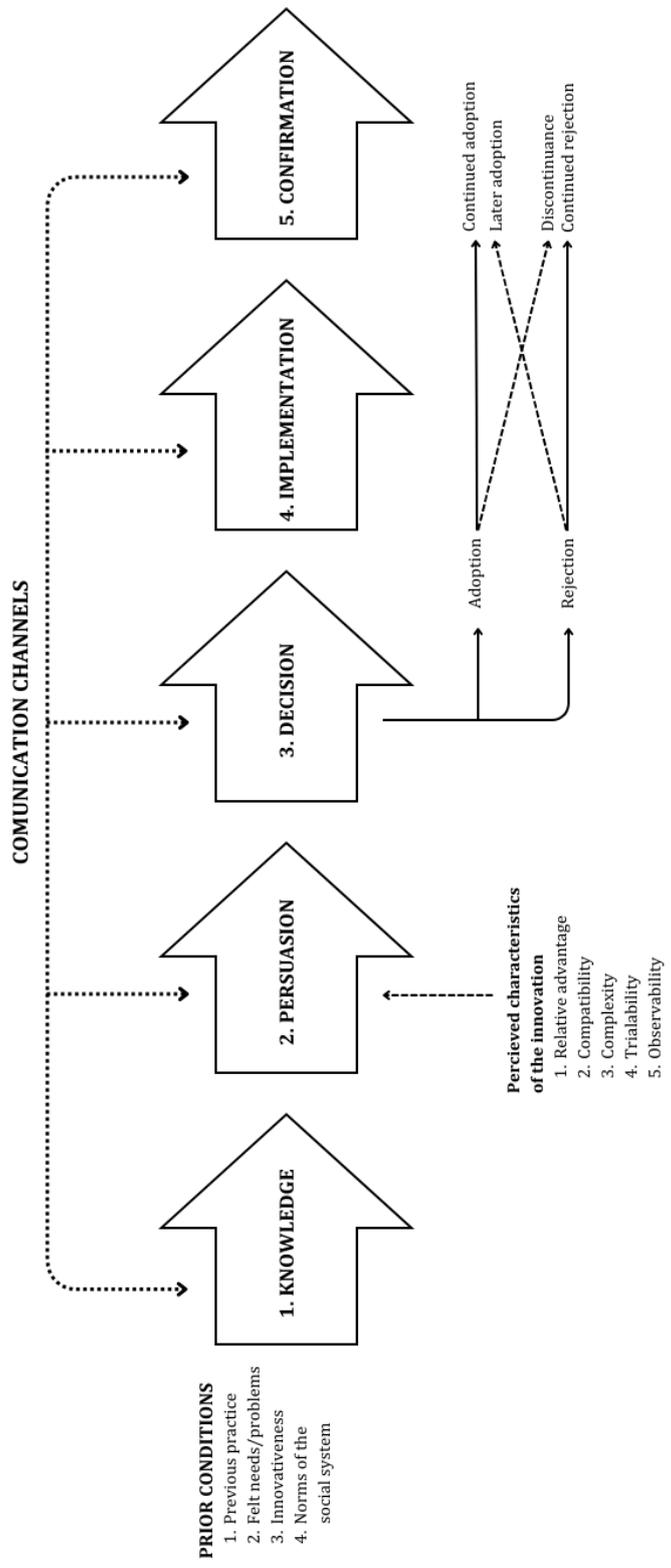 COMUNICATION CHANNELS
PRIOR CONDITIONS
1. Previous practice
2. Felt needs/problems
3. Innovativeness
4. Norms of the
social system
1. KNOWLEDGE
2. PERSUASION
3. DECISION
4. IMPLEMENTATION
5. CONFIRMATION
Percieved characteristics
of the innovation
1. Relative advantage
2. Compatibility
3. Complexity
4. Trialability
5. Observability
Adoption
Rejection
Continued adoption
Later adoption
Discontinuance
Continued rejection